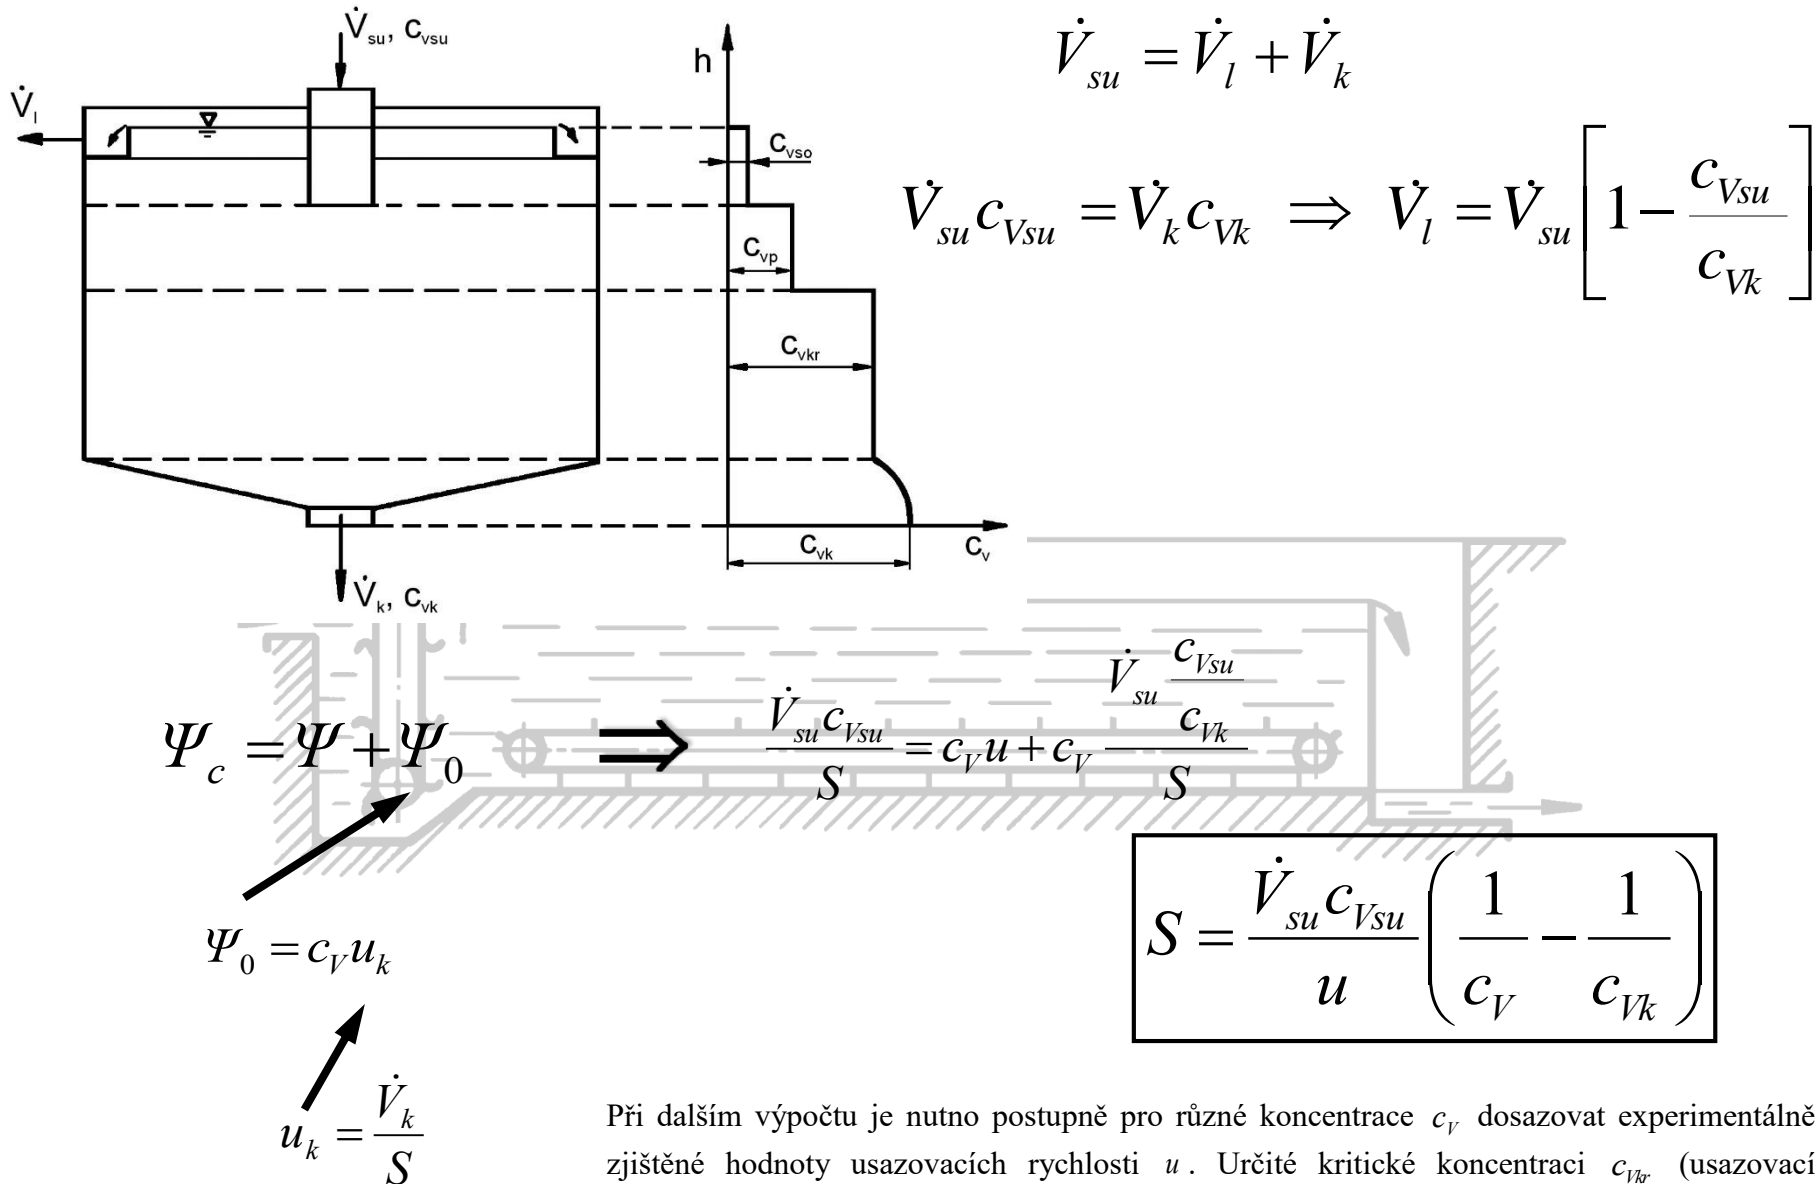 V̇su, cvsu
V̇l
h
cvso
cvp
cvkr
cvk
cv
V̇k, cvk
V̇su = V̇l + V̇k
V̇su cVsu = V̇k cVk ⇒ V̇l = V̇su [1 − cVsu / cVk]
Ψc = Ψ + Ψ0 ⇒ V̇su cVsu / S = cV u + cV (V̇su cVsu / cVk) / S
Ψ0 = cV uk
uk = V̇k / S
S = V̇su cVsu / u (1 / cV − 1 / cVk)
Při dalším výpočtu je nutno postupně pro různé koncentrace cV dosazovat experimentálně
zjištěné hodnoty usazovacích rychlosti u . Určité kritické koncentraci cVkr (usazovací